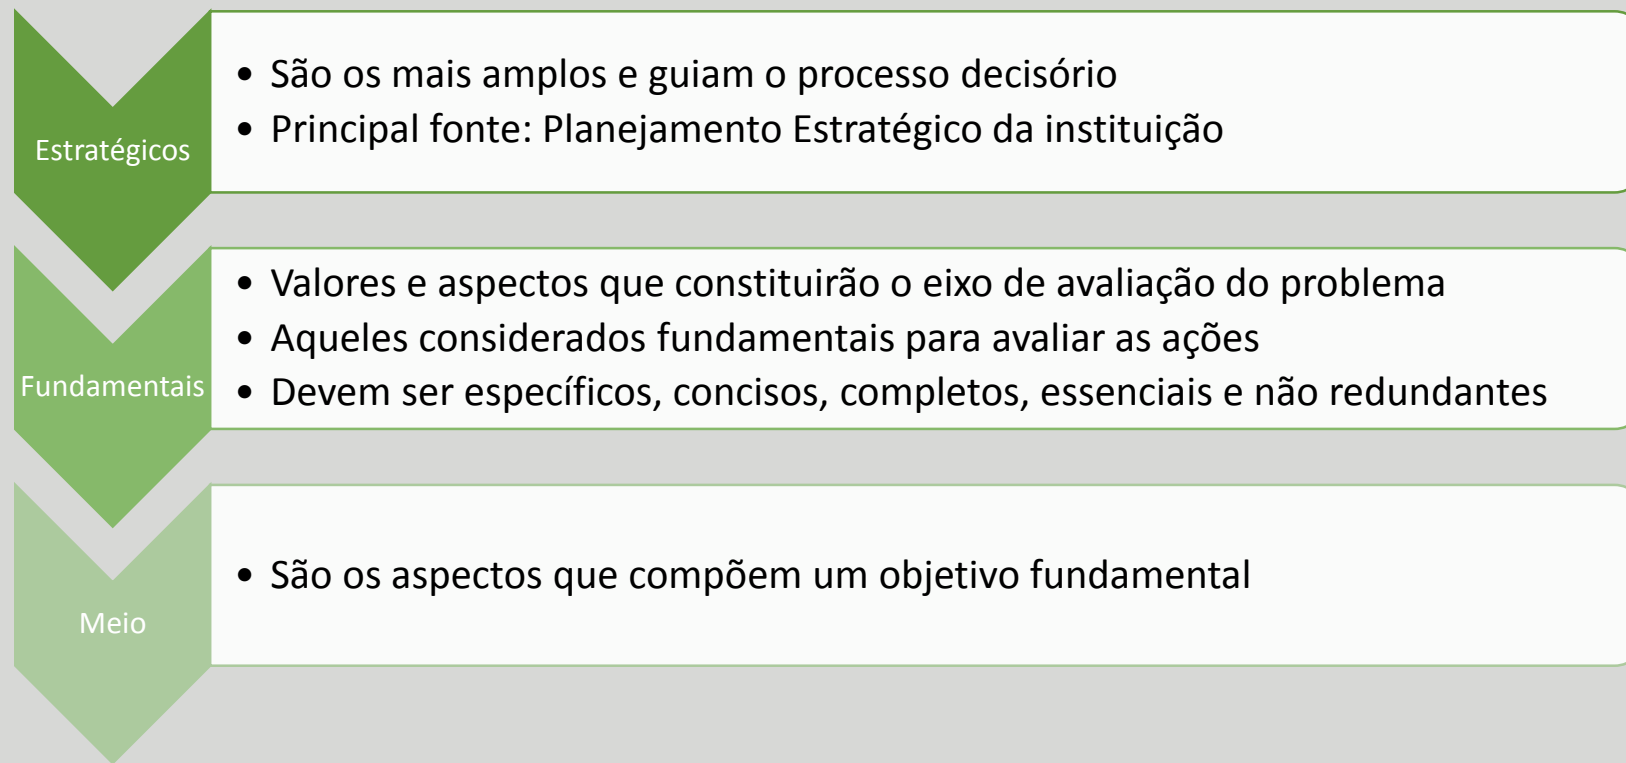 Estratégicos
• São os mais amplos e guiam o processo decisório
• Principal fonte: Planejamento Estratégico da instituição
Fundamentais
• Valores e aspectos que constituirão o eixo de avaliação do problema
• Aqueles considerados fundamentais para avaliar as ações
• Devem ser específicos, concisos, completos, essenciais e não redundantes
Meio
• São os aspectos que compõem um objetivo fundamental